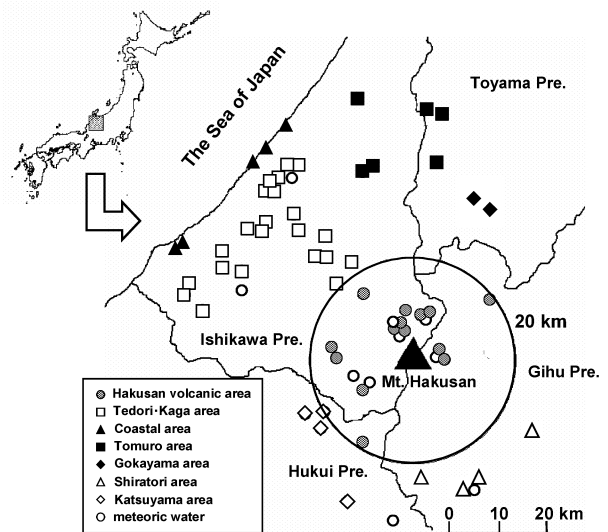 The Sea of Japan
Toyama Pre.
20 km
Ishikawa Pre.
Gihu Pre.
Mt. Hakusan
Hakusan volcanic area
Tedori·Kaga area
Coastal area
Tomuro area
Gokayama area
Shiratori area
Katsuyama area
meteoric water
Hukui Pre.
0 10 20 km